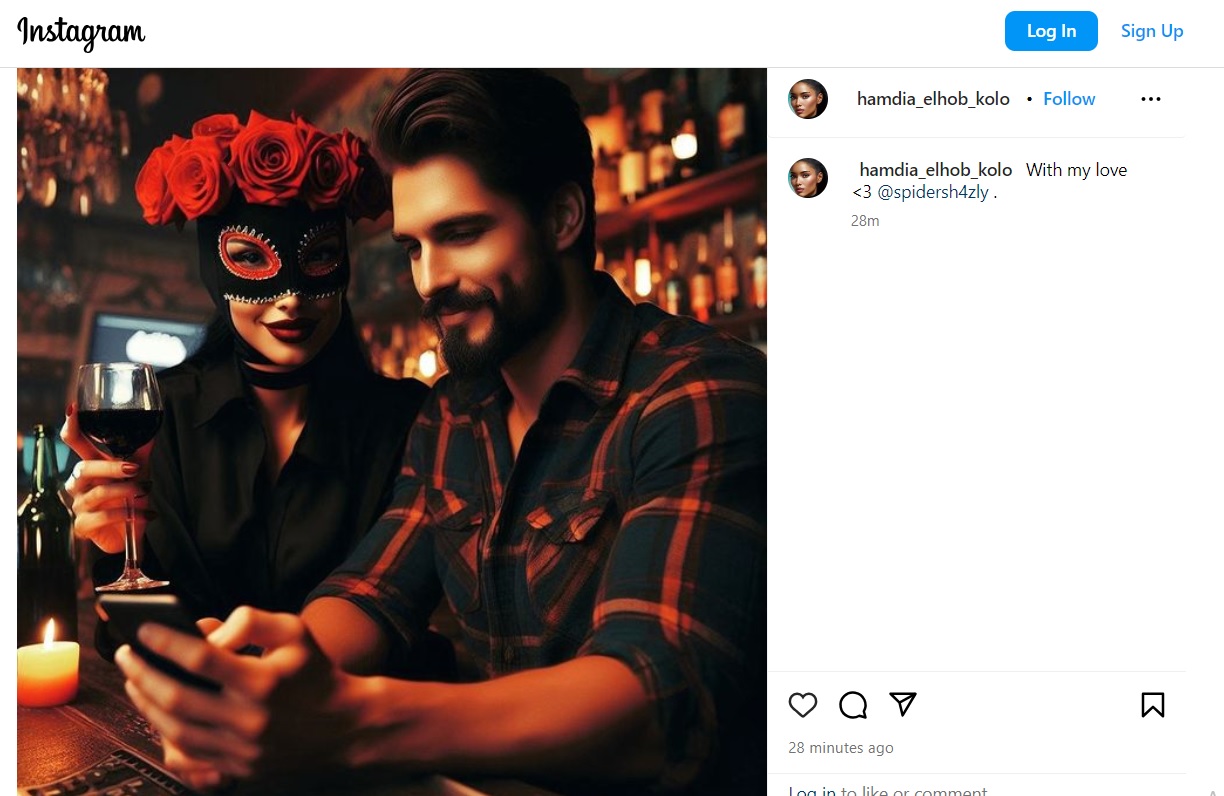 Instagram
Log In
Sign Up
hamdia_elhob_kolo • Follow
hamdia_elhob_kolo With my love
<3 @spidersh4zly .
28m
28 minutes ago
Log in to like or comment